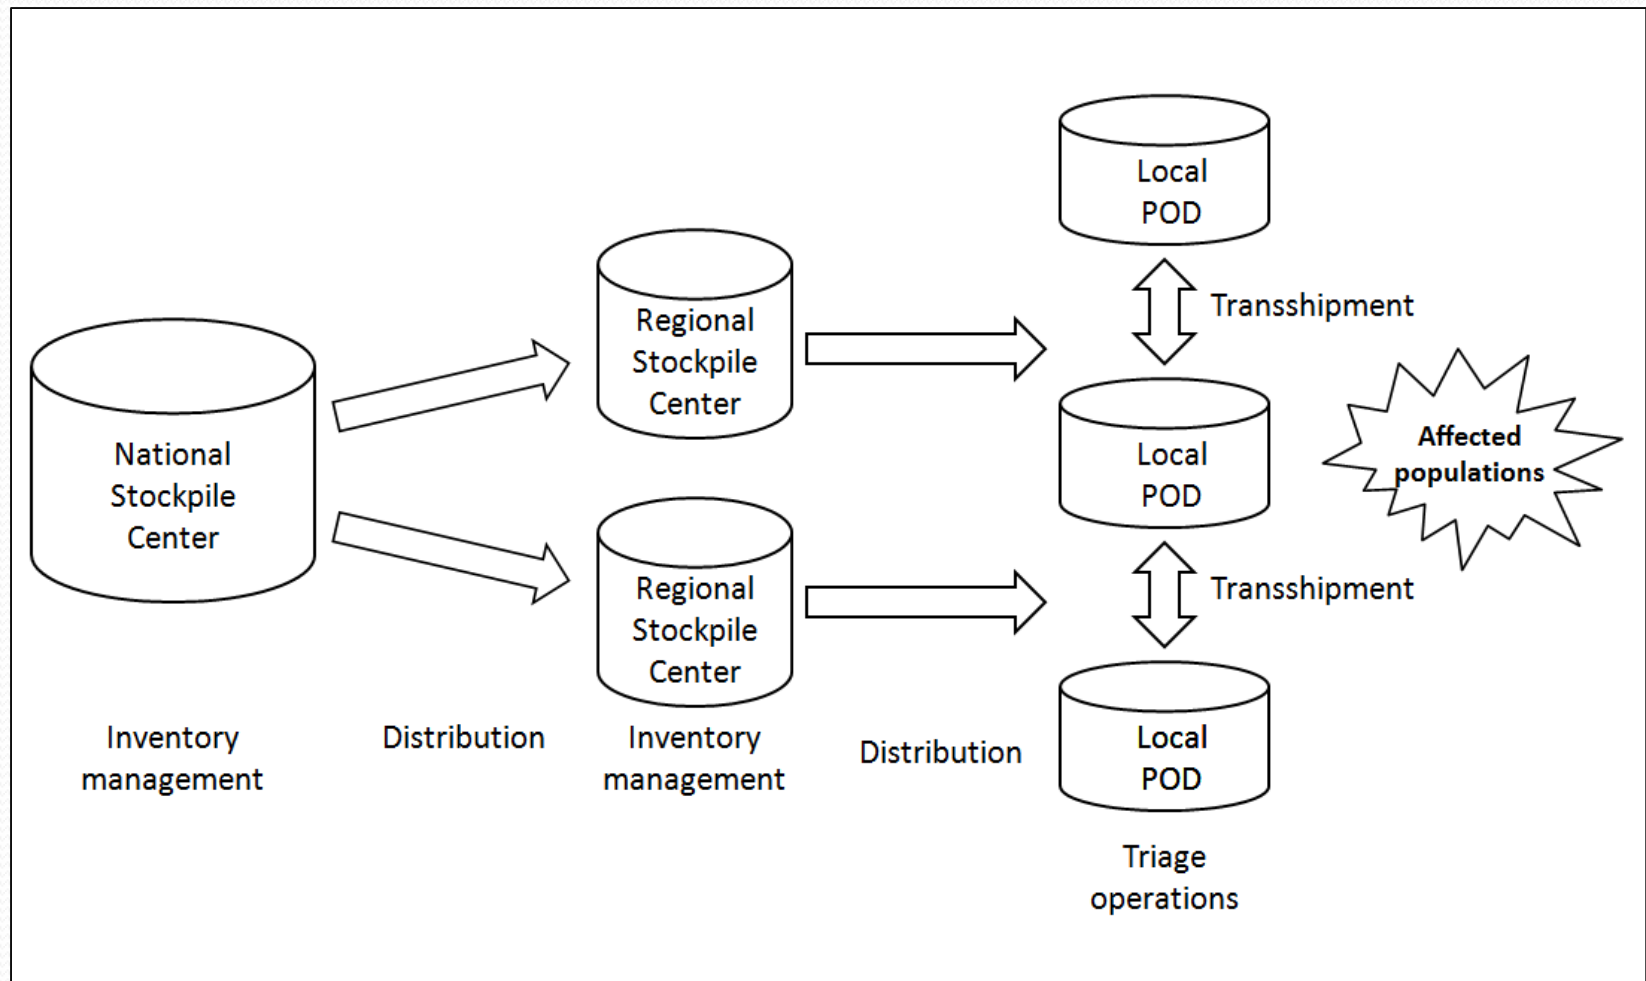 National
Stockpile
Center
Regional
Stockpile
Center
Regional
Stockpile
Center
Local
POD
Transshipment
Local
POD
Transshipment
Local
POD
Affected
populations
Inventory
management
Distribution
Inventory
management
Distribution
Triage
operations